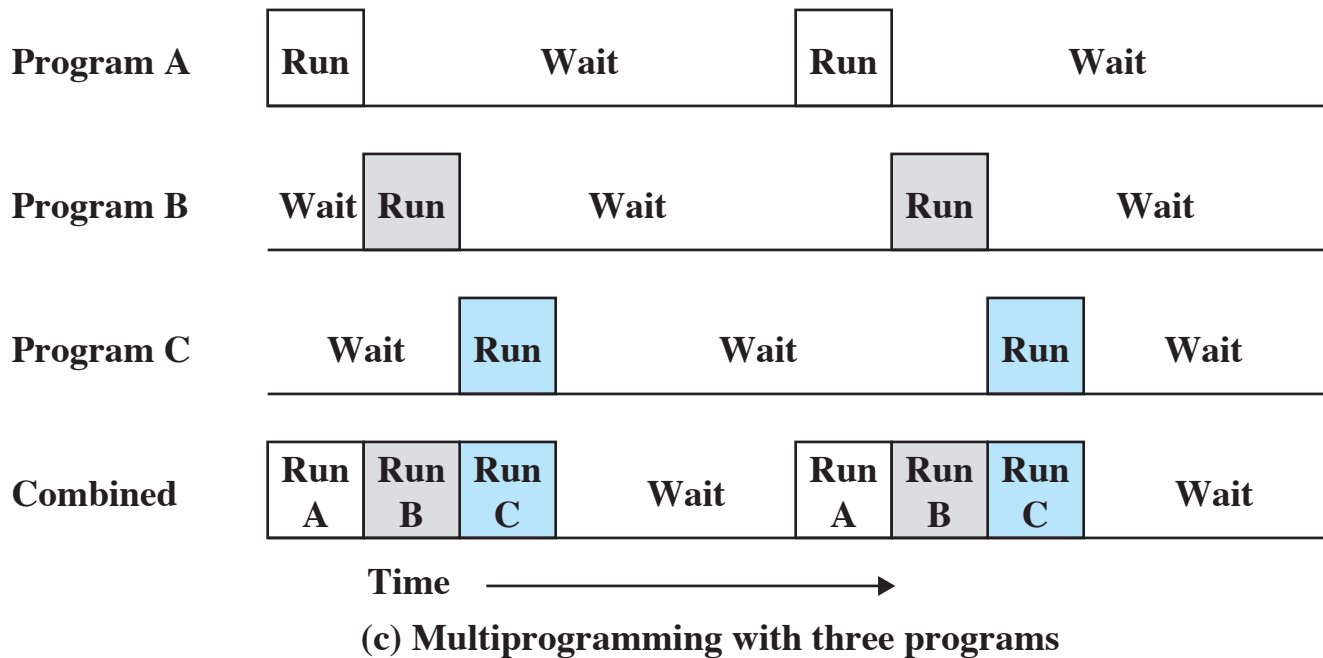 Program A Run Wait Run Wait
Program B Wait Run Wait Run Wait
Program C Wait Run Wait Run Wait
Combined Run A Run B Run C Wait Run A Run B Run C Wait
Time
(c) Multiprogramming with three programs